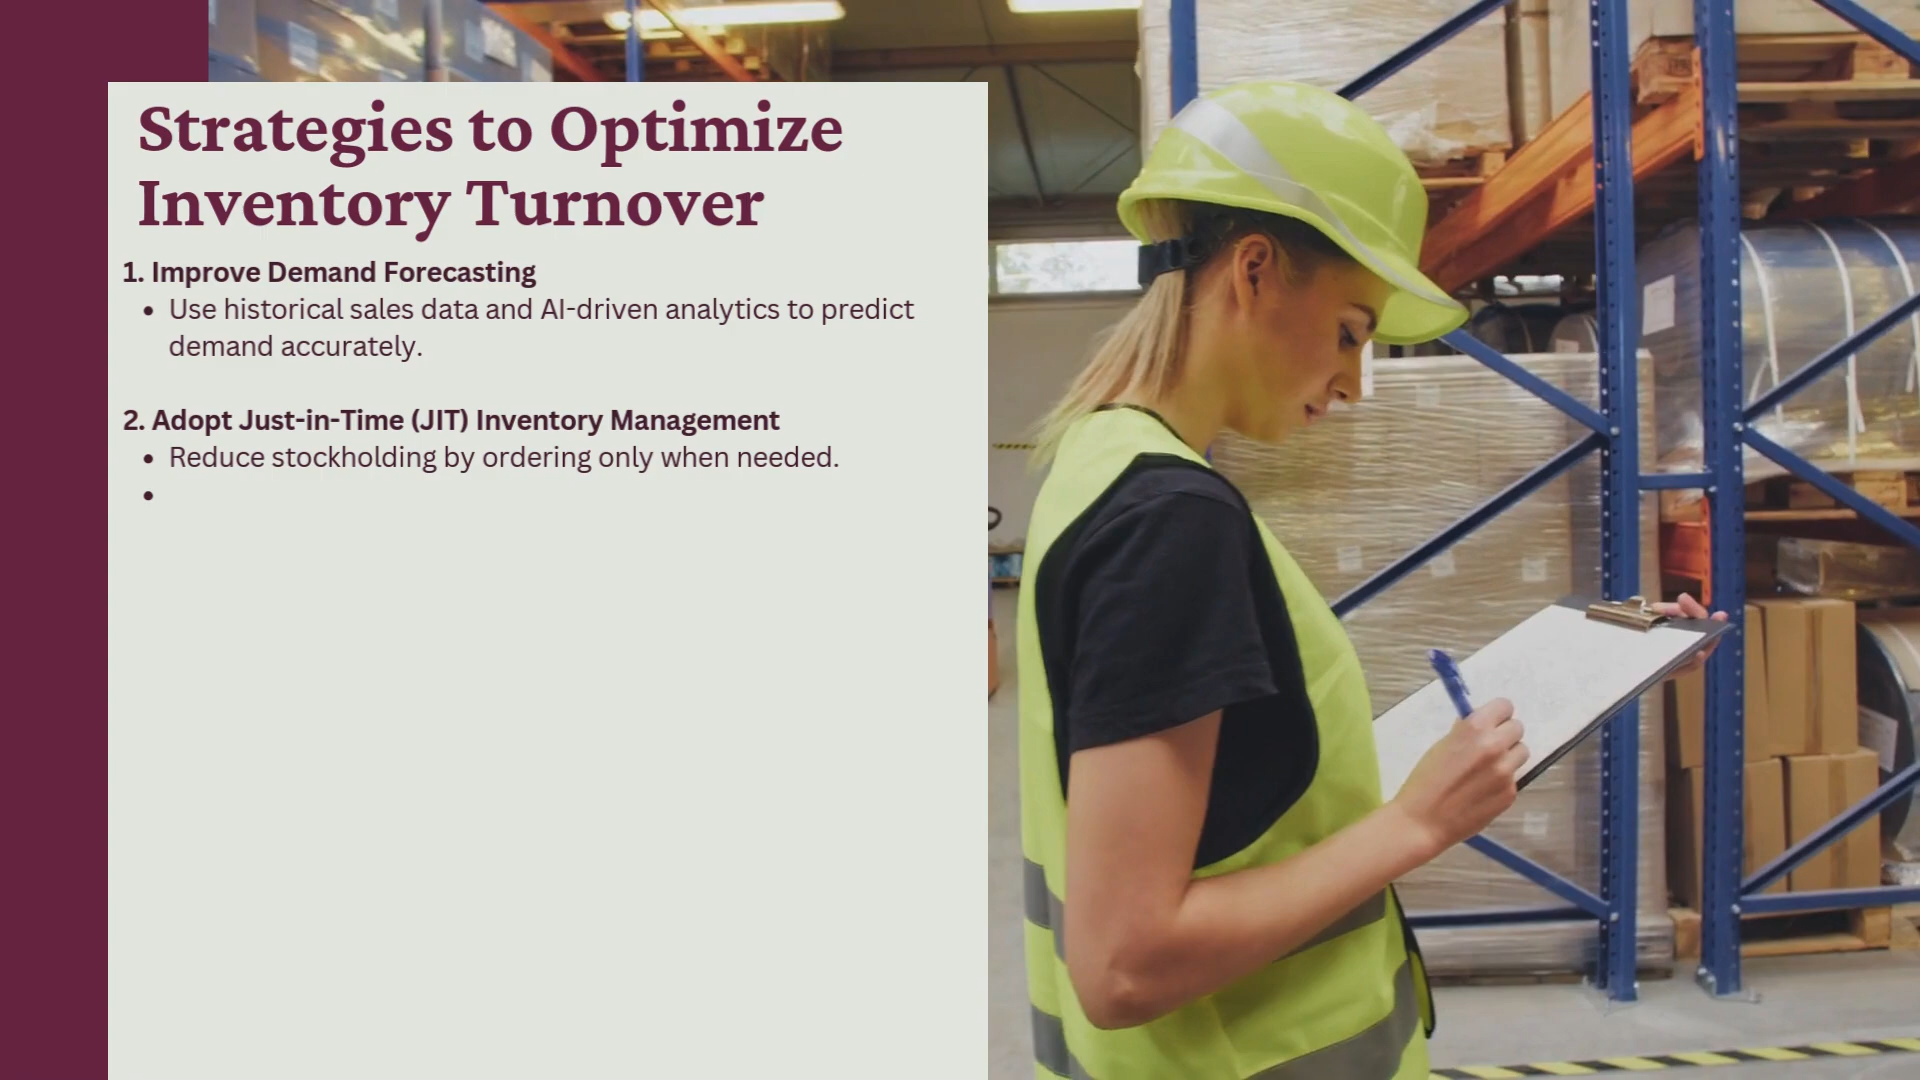 Strategies to Optimize
Inventory Turnover
1. Improve Demand Forecasting
• Use historical sales data and AI-driven analytics to predict
demand accurately.
2. Adopt Just-in-Time (JIT) Inventory Management
• Reduce stockholding by ordering only when needed.
•